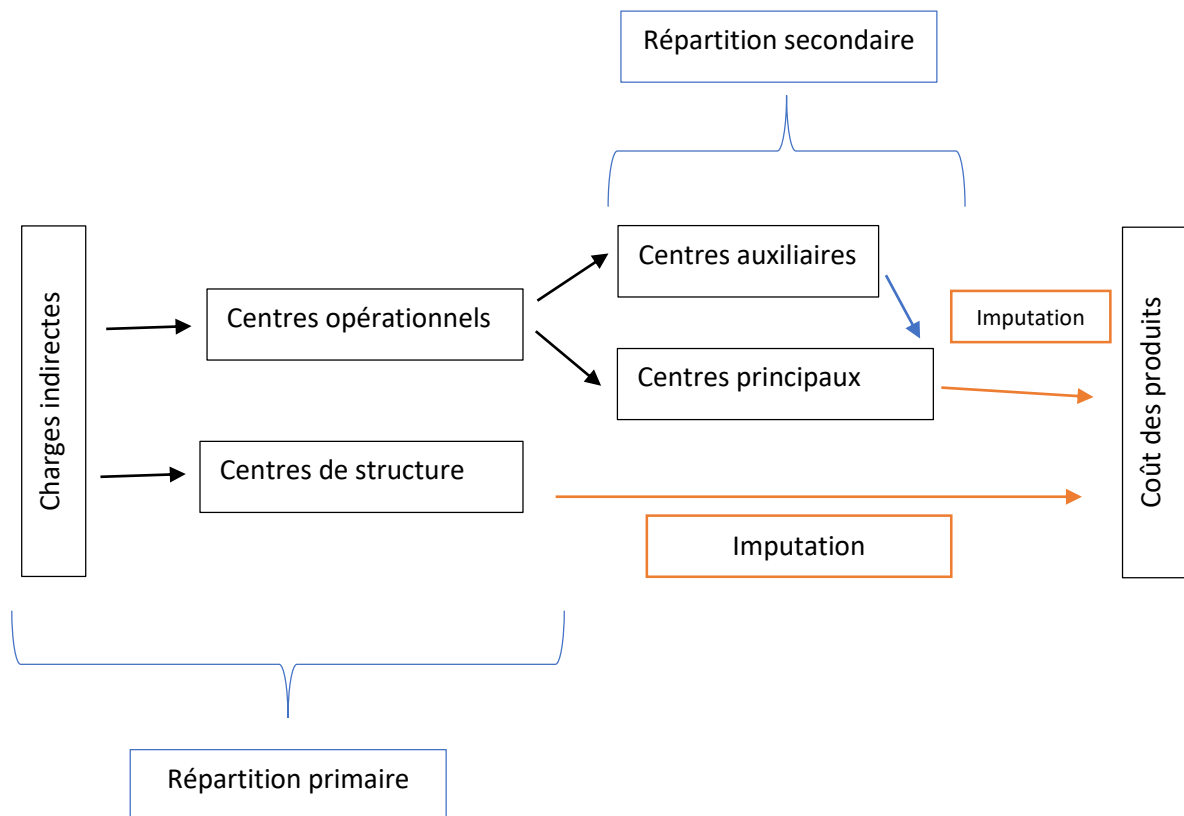 Répartition secondaire
Charges indirectes
Centres opérationnels
Centres auxiliaires
Centres principaux
Imputation
Coût des produits
Centres de structure
Imputation
Répartition primaire